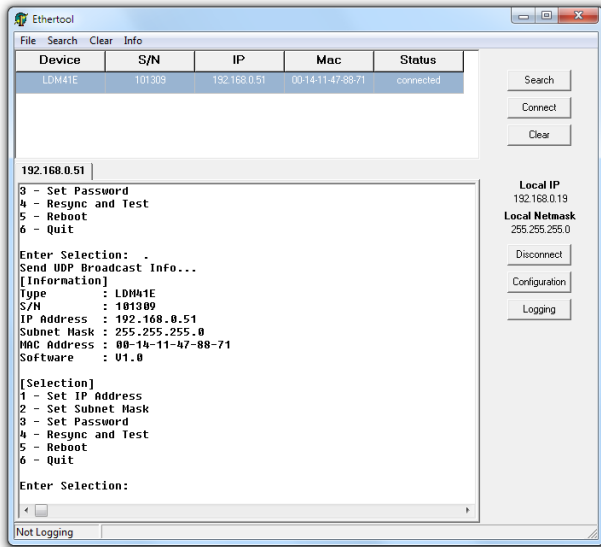 Ethertool
File Search Clear Info
Device S/N IP Mac Status
LDM41E 101309 192.168.0.51 00-14-11-47-88-71 connected
Search
Connect
Clear
192.168.0.51
3 - Set Password
4 - Resync and Test
5 - Reboot
6 - Quit
Enter Selection:  .
Send UDP Broadcast Info...
[Information]
Type        : LDM41E
S/N         : 101309
IP Address  : 192.168.0.51
Subnet Mask : 255.255.255.0
MAC Address : 00-14-11-47-88-71
Software    : V1.0
[Selection]
1 - Set IP Address
2 - Set Subnet Mask
3 - Set Password
4 - Resync and Test
5 - Reboot
6 - Quit
Enter Selection:
Local IP
192.168.0.19
Local Netmask
255.255.255.0
Disconnect
Configuration
Logging
Not Logging